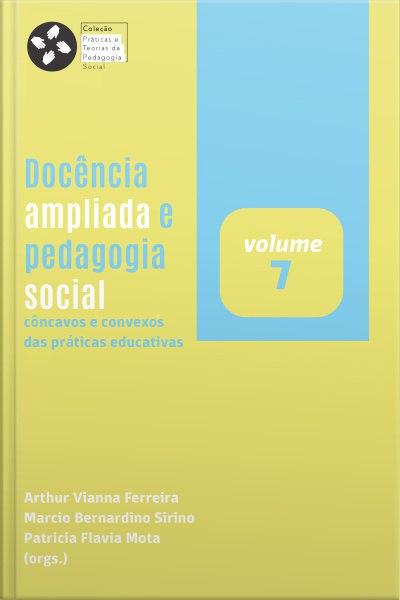 Coleção
Práticas e
Teorias da
Pedagogia
Social
Docência
ampliada e
pedagogia
social
côncavos e convexos
das práticas educativas
volume
7
Arthur Vianna Ferreira
Marcio Bernardino Sirino
Patricia Flavia Mota
(orgs.)